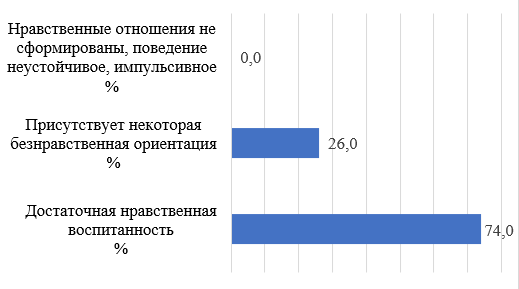 Нравственные отношения не
сформированы, поведение
неустойчивое, импульсивное
%
0,0
Присутствует некоторая
безнравственная ориентация
%
26,0
Достаточная нравственная
воспитанность
%
74,0